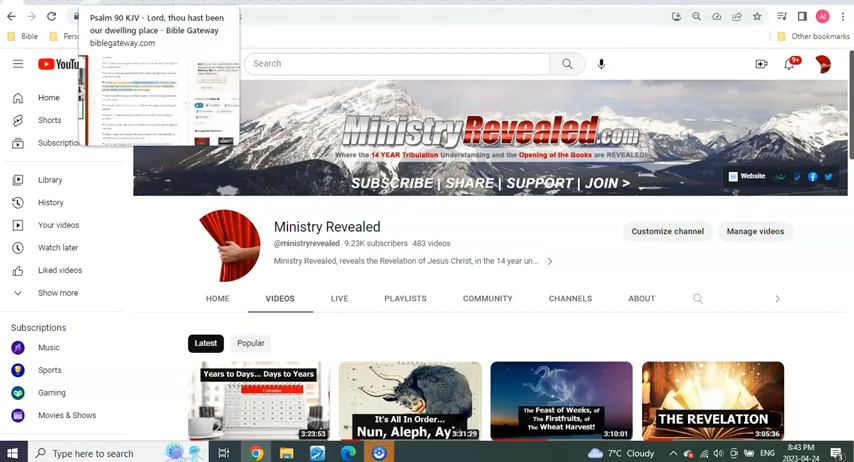 Psalm 90 KJV - Lord, thou hast been
our dwelling place - Bible Gateway
biblegateway.com
Bible
Other bookmarks
Search
9+
AI
Home
Shorts
Library
History
Your videos
Watch later
Liked videos
Show more
Subscriptions
Music
Sports
Gaming
Movies & Shows
MinistryRevealed.com
Where the 14 YEAR Tribulation Understanding and the Opening of the Books are REVEALED!
SUBSCRIBE | SHARE | SUPPORT | JOIN >
Website
Ministry Revealed
@ministryrevealed 9.23K subscribers 483 videos
Ministry Revealed, reveals the Revelation of Jesus Christ, in the 14 year un...
Customize channel
Manage videos
HOME VIDEOS LIVE PLAYLISTS COMMUNITY CHANNELS ABOUT
Latest
Popular
Years to Days... Days to Years
3:23:53
It's All In Order...
Nun, Aleph, Ayi
3:31:29
The Feast of Weeks, of
The Firstfruits, of
The Wheat Harvest!
3:10:01
THE REVELATION
3:05:36
Type here to search
7°C Cloudy
ENG
8:43 PM
2023-04-24
3